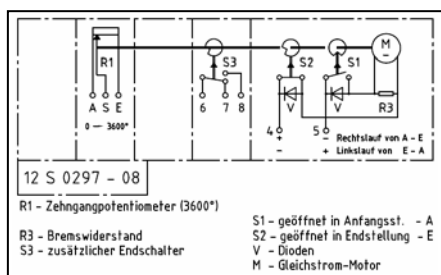 M
S2 S1
R1 S3
A S E 6 7 8 V V R3
0 — 3600°
4 5
+ – Rechtslauf von A - E
– + Linkslauf von E - A
12 S 0297 - 08
R1 - Zehngangpotentiometer (3600°)
R3 - Bremswiderstand
S3 - zusätzlicher Endschalter
S1 - geöffnet in Anfangsst. - A
S2 - geöffnet in Endstellung - E
V - Dioden
M - Gleichstrom-Motor